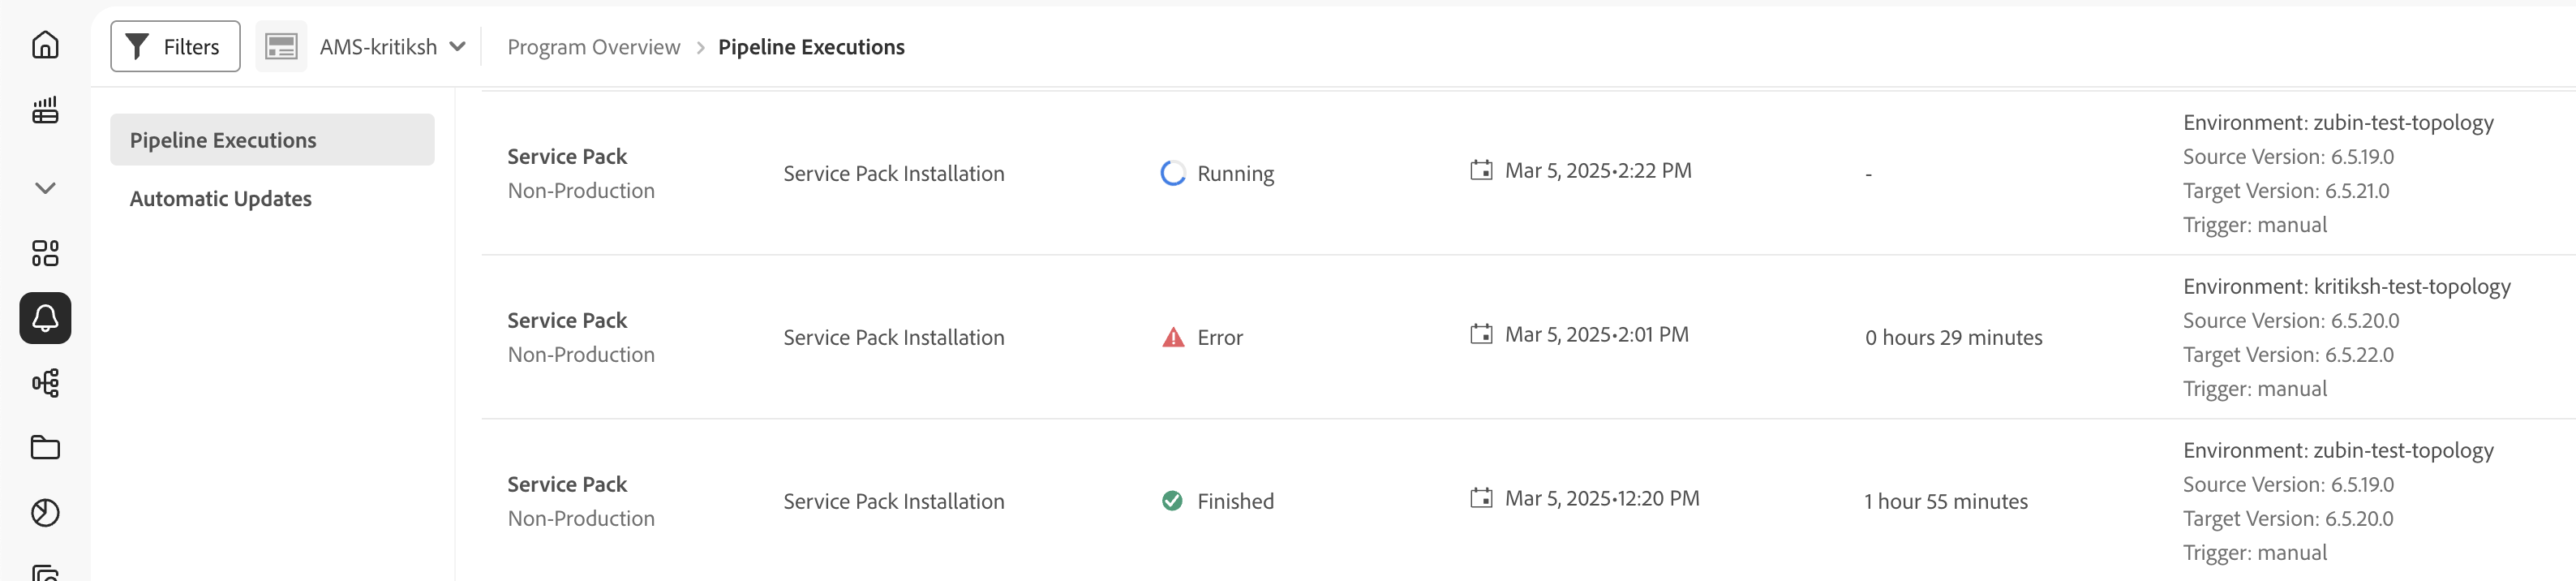 Filters
AMS-kritiksh
Program Overview > Pipeline Executions
Pipeline Executions
Automatic Updates
Service Pack
Non-Production
Service Pack Installation
Running
Mar 5, 2025•2:22 PM
-
Environment: zubin-test-topology
Source Version: 6.5.19.0
Target Version: 6.5.21.0
Trigger: manual
Service Pack
Non-Production
Service Pack Installation
Error
Mar 5, 2025•2:01 PM
0 hours 29 minutes
Environment: kritiksh-test-topology
Source Version: 6.5.20.0
Target Version: 6.5.22.0
Trigger: manual
Service Pack
Non-Production
Service Pack Installation
Finished
Mar 5, 2025•12:20 PM
1 hour 55 minutes
Environment: zubin-test-topology
Source Version: 6.5.19.0
Target Version: 6.5.20.0
Trigger: manual